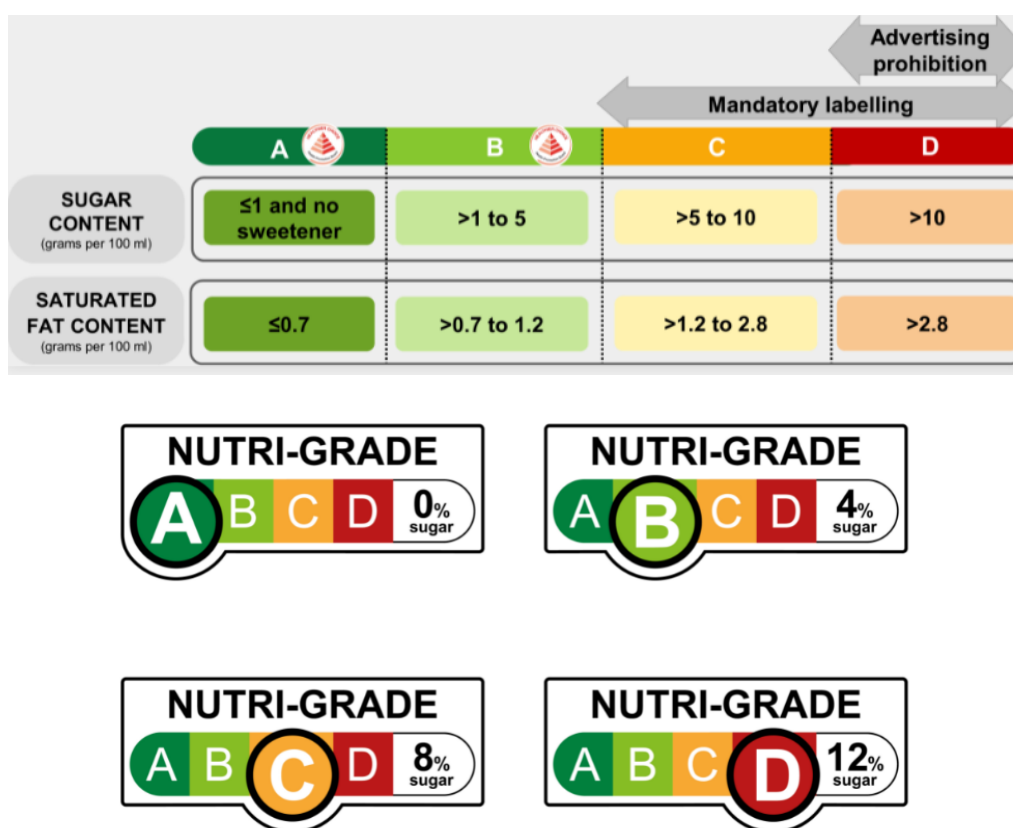 Advertising
prohibition
Mandatory labelling
A B C D
SUGAR
CONTENT
(grams per 100 ml)
≤1 and no
sweetener
>1 to 5
>5 to 10
>10
SATURATED
FAT CONTENT
(grams per 100 ml)
≤0.7
>0.7 to 1.2
>1.2 to 2.8
>2.8
NUTRI-GRADE
A B C D 0%
sugar
NUTRI-GRADE
A B C D 4%
sugar
NUTRI-GRADE
A B C D 8%
sugar
NUTRI-GRADE
A B C D 12%
sugar